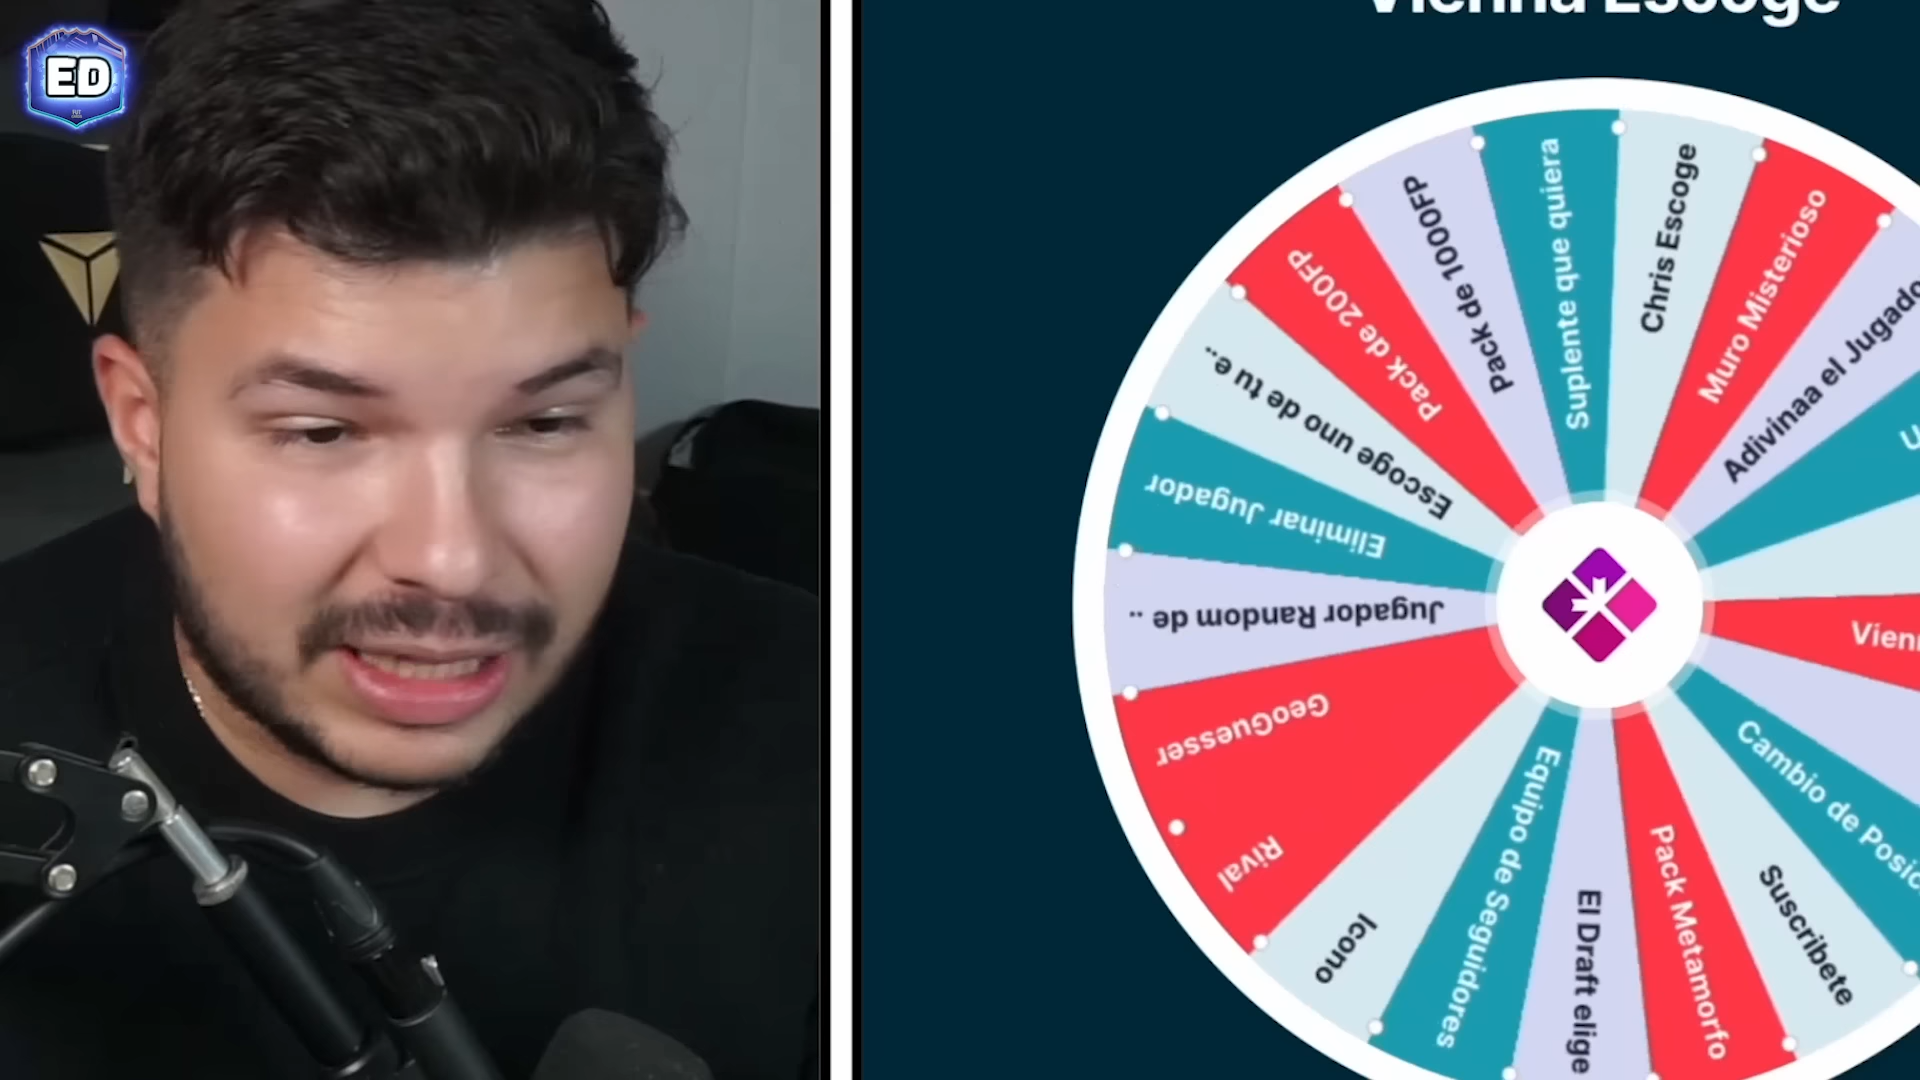 ED
Vienna Escoge
Suplente que quiera
Chris Escoge
Muro Misterioso
Adivinaa el Jugado
Vien
Cambio de Posic
Suscribete
Pack Metamorfo
El Draft elige
Equipo de Seguidores
Icono
Rival
GeoGuesser
Jugador Random de ..
Eliminar Jugador
Escoge uno de tu e..
Pack de 200FP
Pack de 1000FP